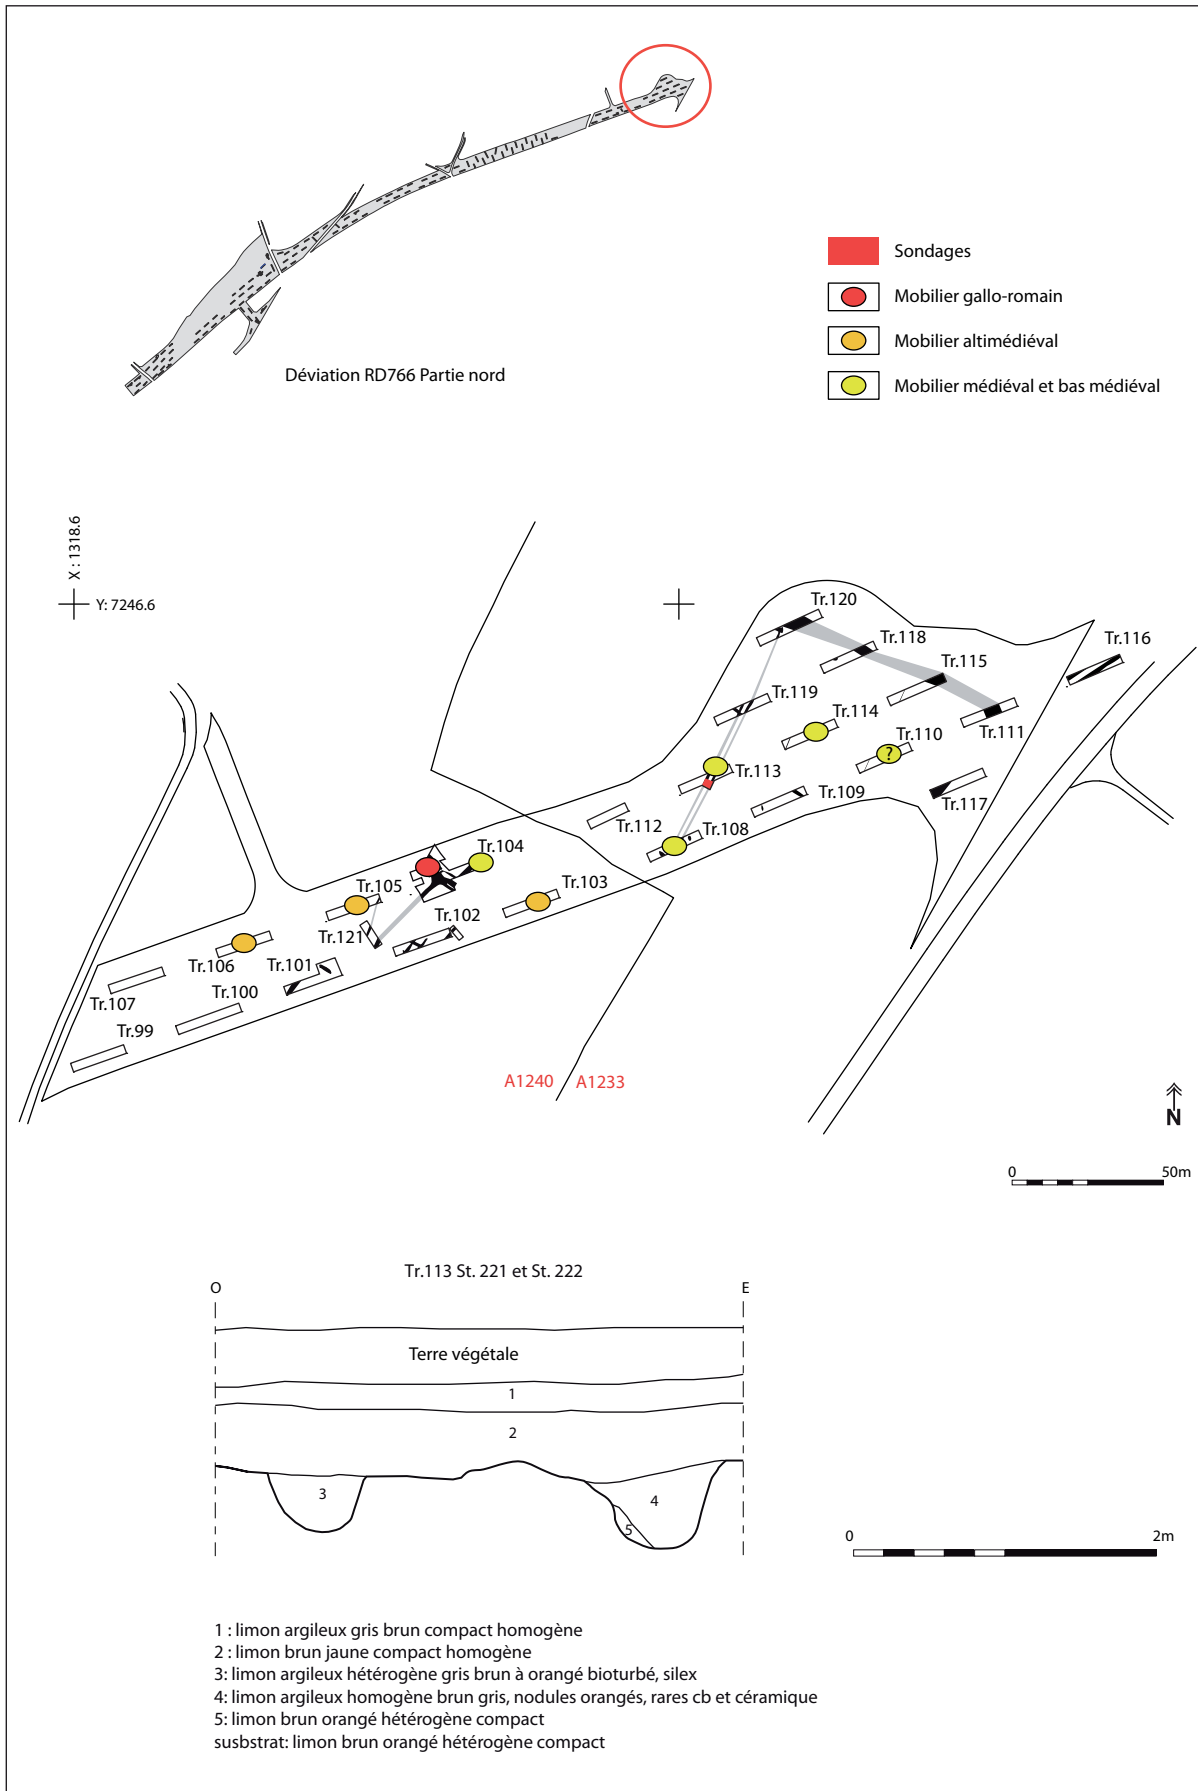 Sondages
Mobilier gallo-romain
Mobilier altimédiéval
Mobilier médiéval et bas médiéval
Déviation RD766 Partie nord
X : 1318.6
Y: 7246.6
Tr.120
Tr.118
Tr.116
Tr.115
Tr.119
Tr.114
Tr.111
Tr.110
?
Tr.113
Tr.117
Tr.109
Tr.112
Tr.108
Tr.104
Tr.105
Tr.103
Tr.102
Tr.121
Tr.106
Tr.101
Tr.107
Tr.100
Tr.99
A1240 A1233
N
0 50m
Tr.113 St. 221 et St. 222
O E
Terre végétale
1
2
3
4
5
0 2m
1 : limon argileux gris brun compact homogène
2 : limon brun jaune compact homogène
3: limon argileux hétérogène gris brun à orangé bioturbé, silex
4: limon argileux homogène brun gris, nodules orangés, rares cb et céramique
5: limon brun orangé hétérogène compact
susbstrat: limon brun orangé hétérogène compact